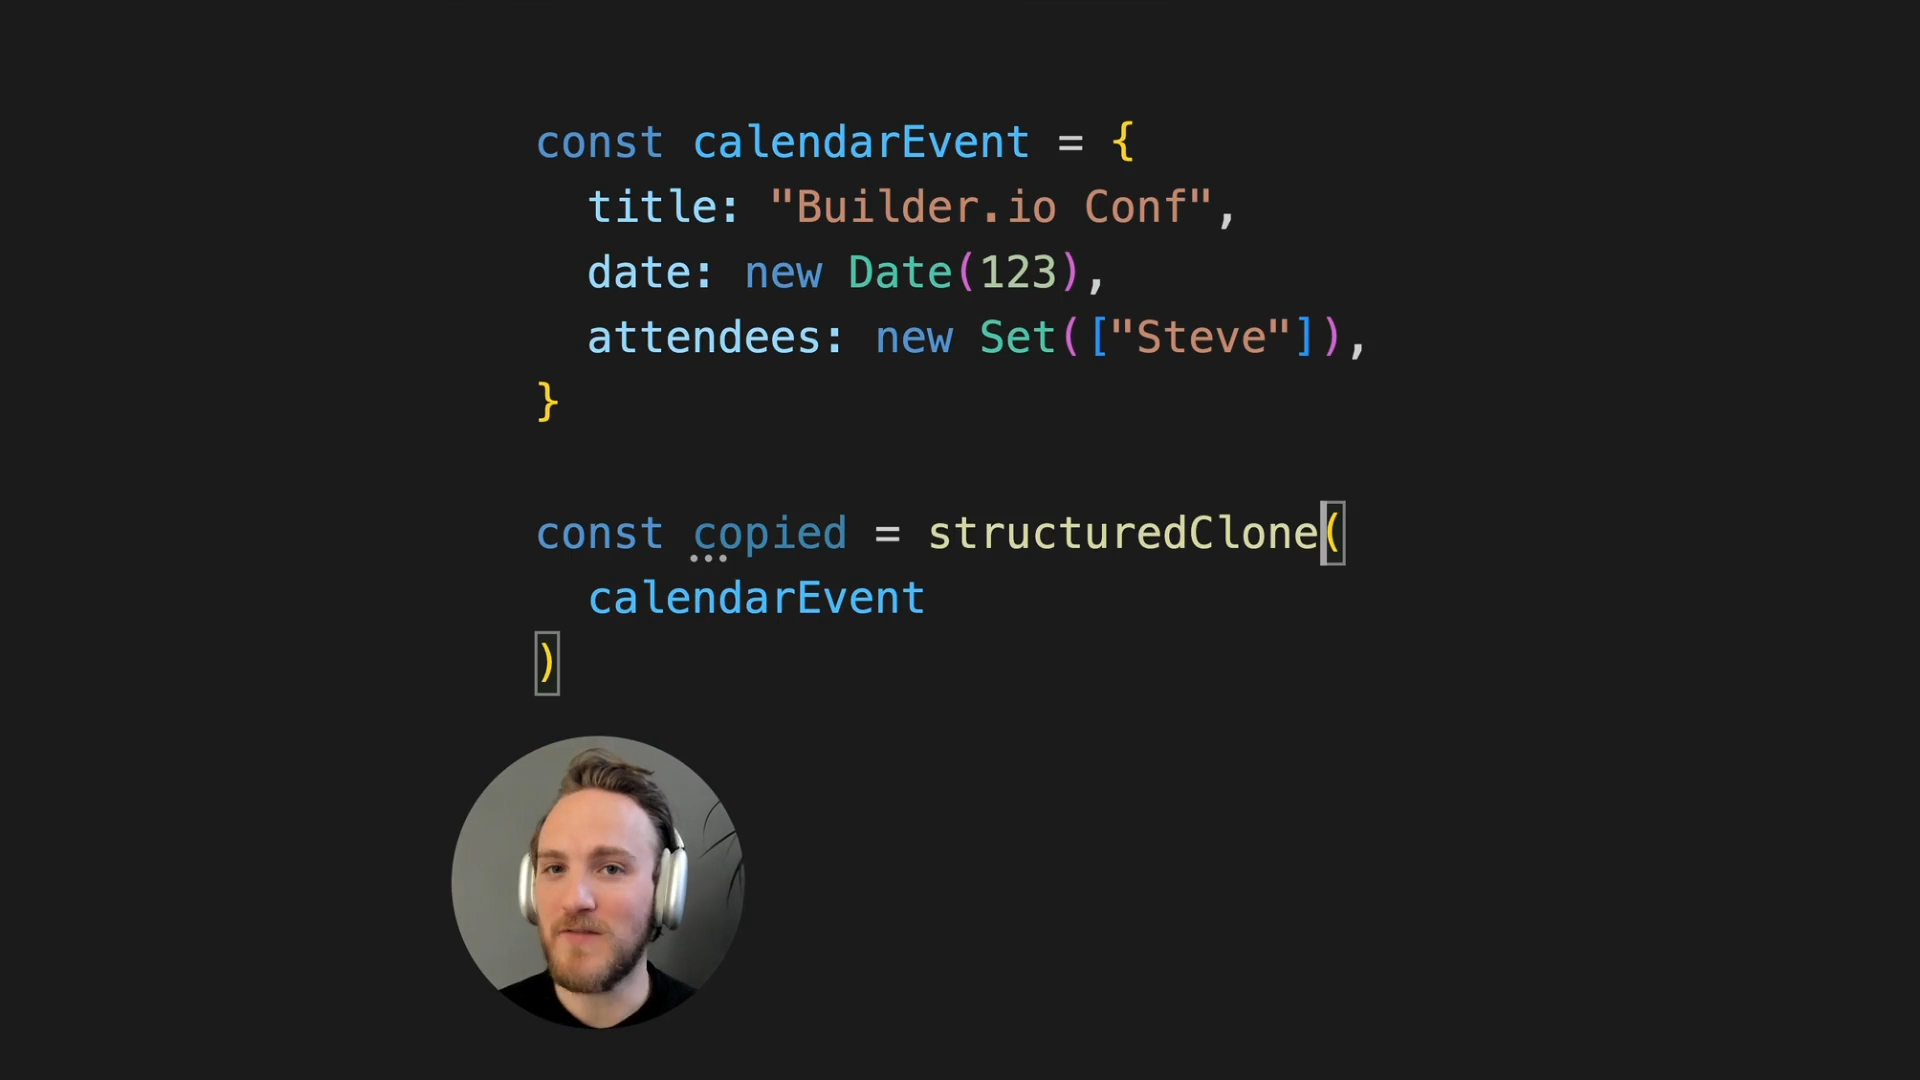 const calendarEvent = {
title: "Builder.io Conf",
date: new Date(123),
attendees: new Set(["Steve"]),
}
const copied = structuredClone(
calendarEvent
)